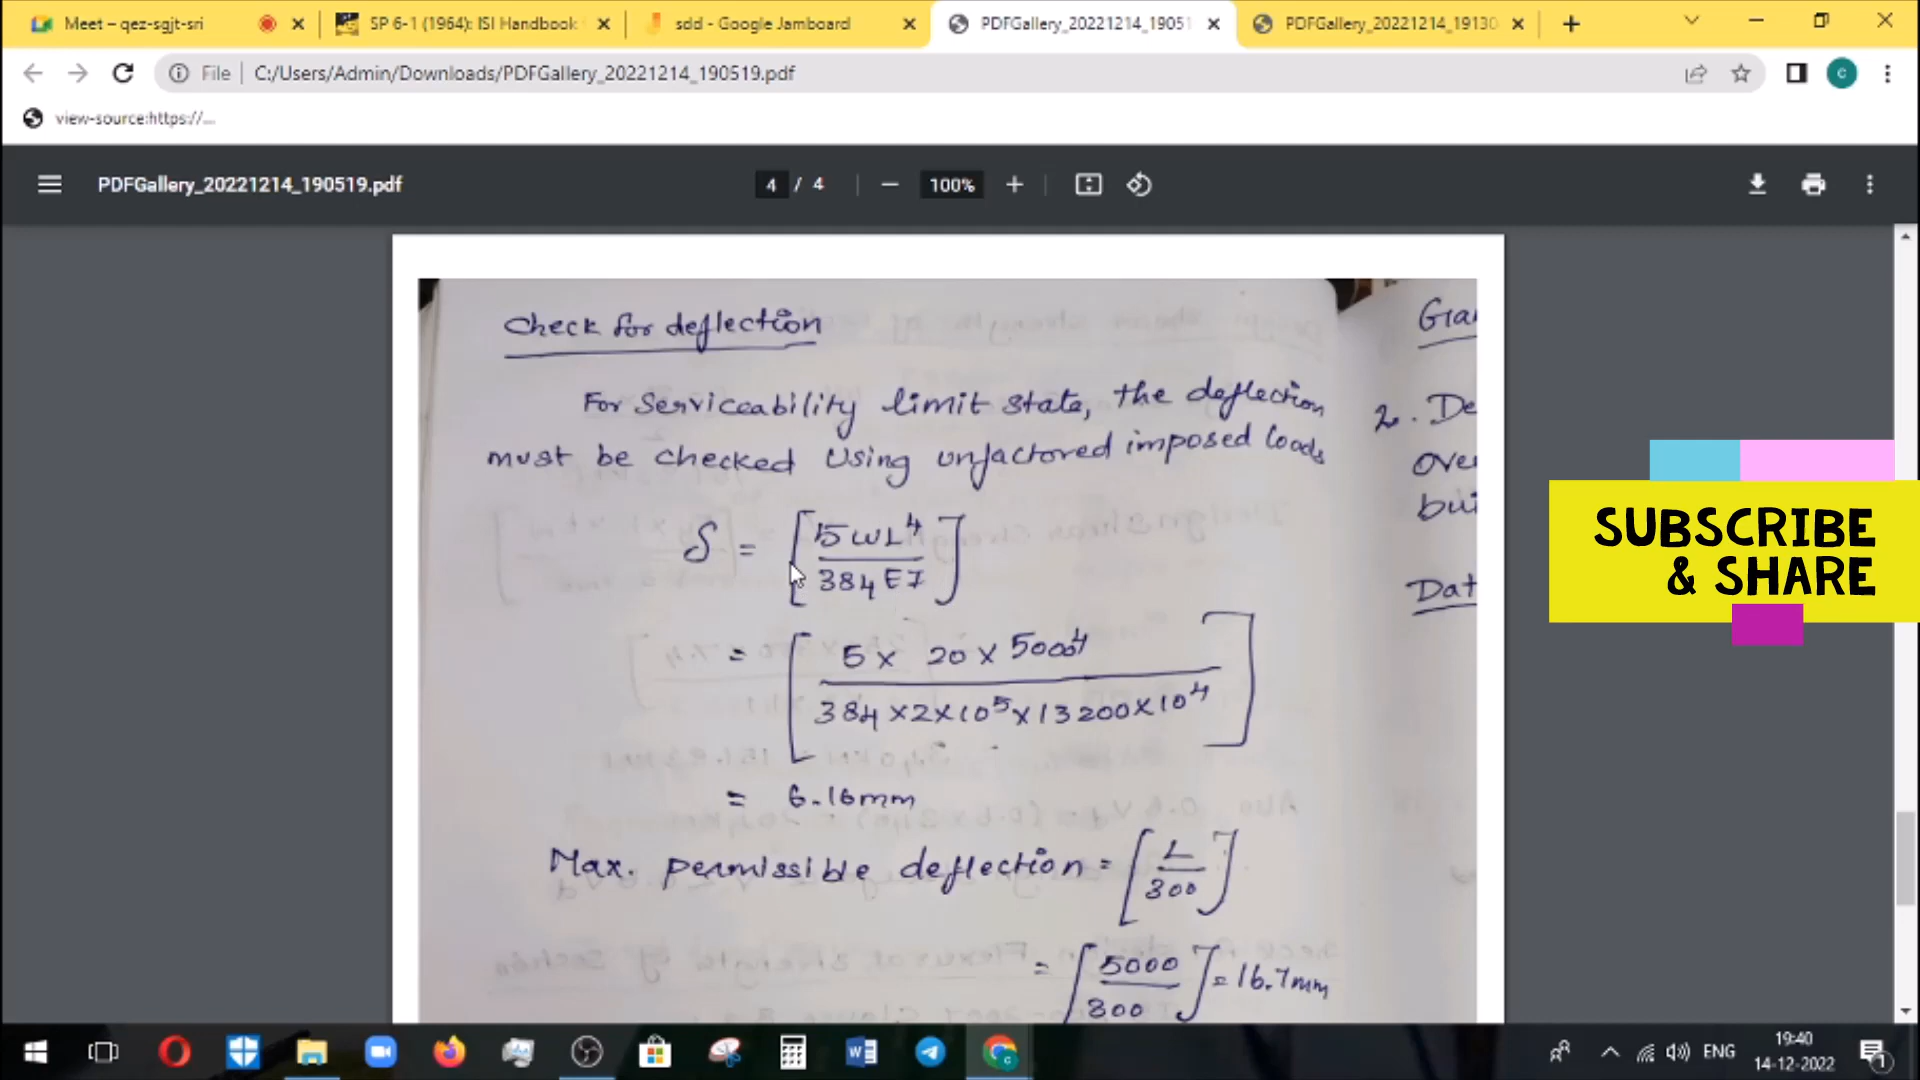 Meet – qez-sgjt-sri
SP 6-1 (1964): ISI Handbook
sdd - Google Jamboard
PDFGallery_20221214_19051
PDFGallery_20221214_19130
File
C:/Users/Admin/Downloads/PDFGallery_20221214_190519.pdf
C
view-source:https://...
PDFGallery_20221214_190519.pdf
4 / 4
100%
Check for deflection
For Serviceability limit state, the deflection
must be checked Using unfactored imposed loads
δ = [5WL⁴ / 384EI]
= [5 x 20 x 5000⁴ / 384 x 2 x 10⁵ x 13200 x 10⁴]
= 6.16mm
Max. permissible deflection = [L / 300]
= [5000 / 300] = 16.7mm
Gra
2. De
ove
bui
Dat
SUBSCRIBE
& SHARE
ENG
19:40
14-12-2022
1